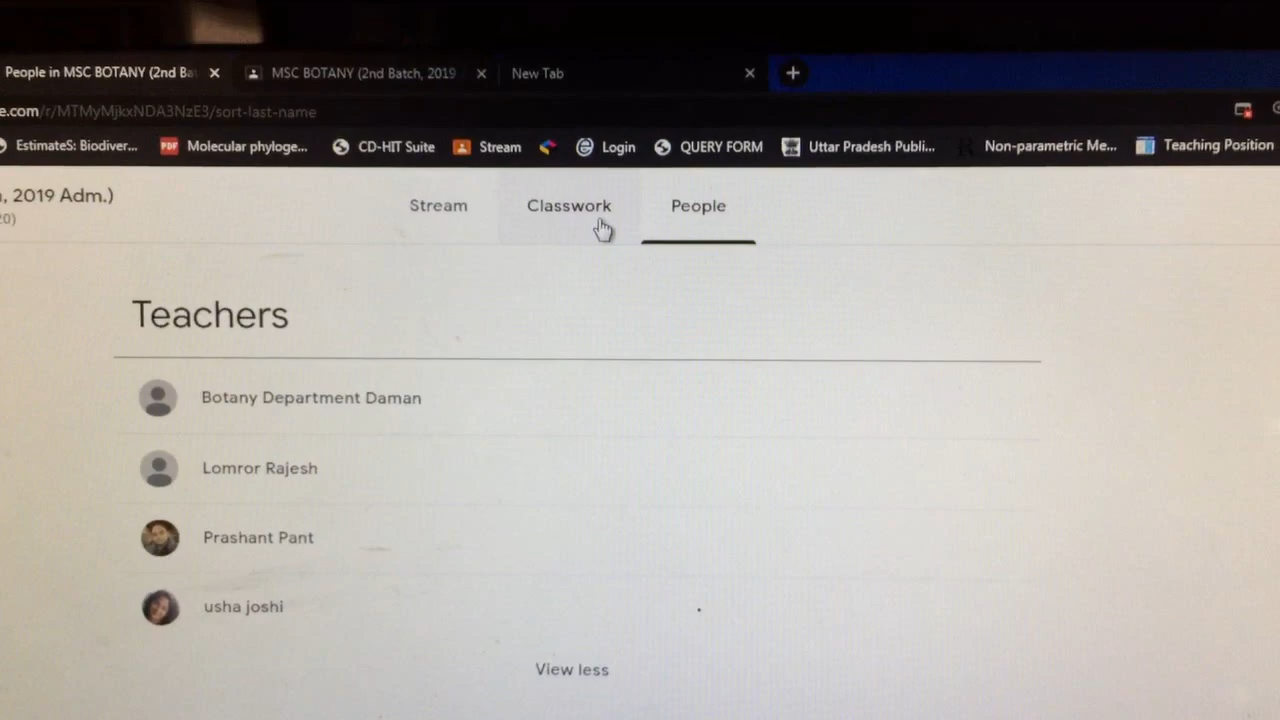 People in MSC BOTANY (2nd Ba
MSC BOTANY (2nd Batch, 2019
New Tab
e.com/r/MTMyMjkxNDA3NzE3/sort-last-name
EstimateS: Biodiver...
Molecular phyloge...
CD-HIT Suite
Stream
Login
QUERY FORM
Uttar Pradesh Publi...
Non-parametric Me...
Teaching Position
, 2019 Adm.)
20)
Stream
Classwork
People
Teachers
Botany Department Daman
Lomror Rajesh
Prashant Pant
usha joshi
View less